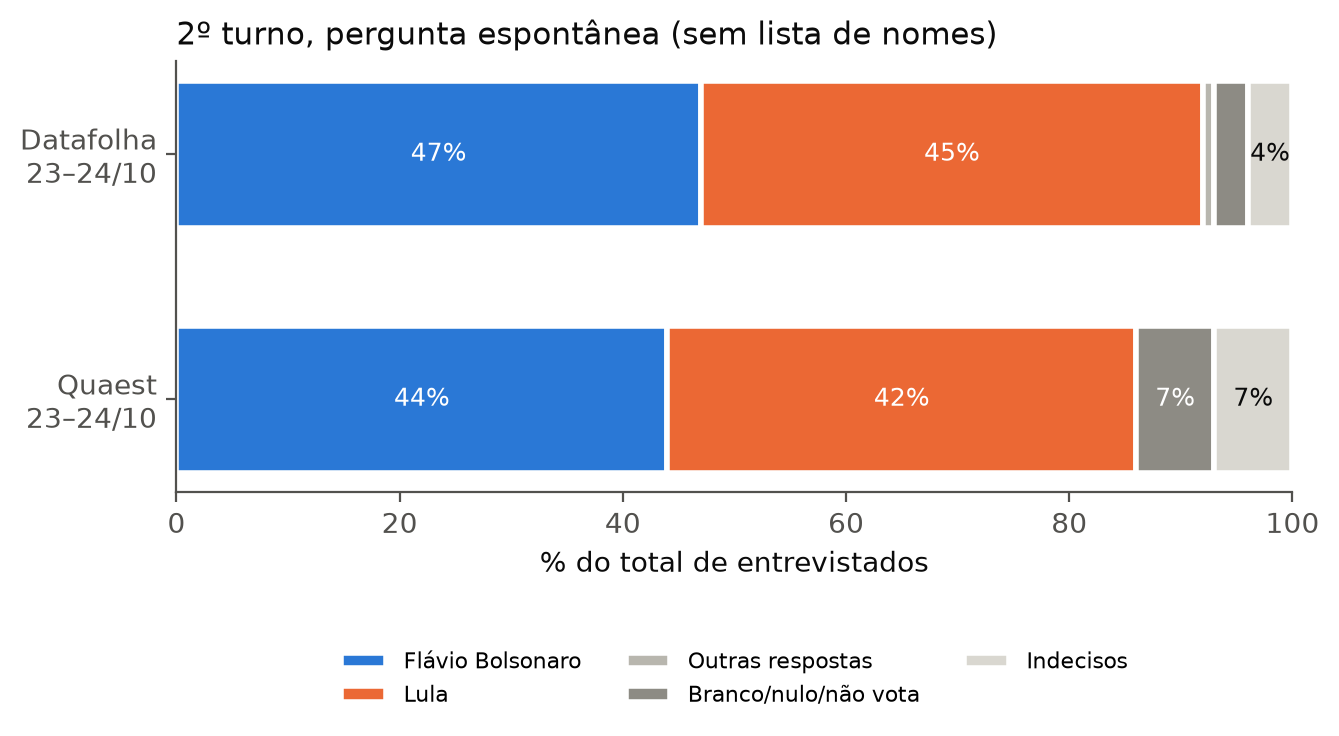 2º turno, pergunta espontânea (sem lista de nomes)
Datafolha
23–24/10
47%
45%
4%
Quaest
23–24/10
44%
42%
7%
7%
0
20
40
60
80
100
% do total de entrevistados
Flávio Bolsonaro
Outras respostas
Indecisos
Lula
Branco/nulo/não vota